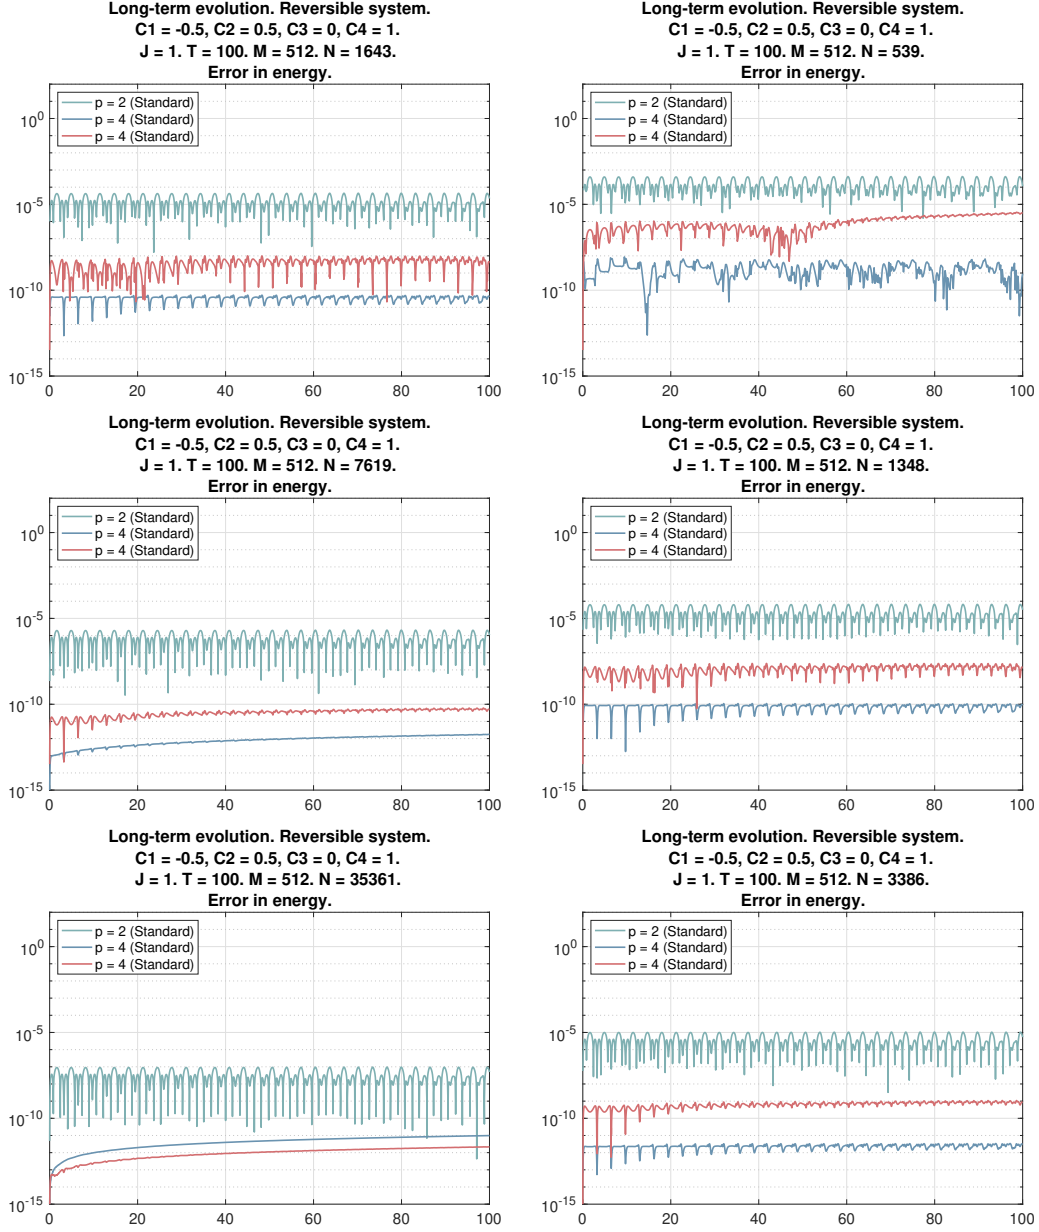 Long-term evolution. Reversible system.
C1 = -0.5, C2 = 0.5, C3 = 0, C4 = 1.
J = 1. T = 100. M = 512. N = 1643.
Error in energy.
p = 2 (Standard)
p = 4 (Standard)
p = 4 (Standard)
10^0
10^-5
10^-10
10^-15
0 20 40 60 80 100
Long-term evolution. Reversible system.
C1 = -0.5, C2 = 0.5, C3 = 0, C4 = 1.
J = 1. T = 100. M = 512. N = 539.
Error in energy.
p = 2 (Standard)
p = 4 (Standard)
p = 4 (Standard)
10^0
10^-5
10^-10
10^-15
0 20 40 60 80 100
Long-term evolution. Reversible system.
C1 = -0.5, C2 = 0.5, C3 = 0, C4 = 1.
J = 1. T = 100. M = 512. N = 7619.
Error in energy.
p = 2 (Standard)
p = 4 (Standard)
p = 4 (Standard)
10^0
10^-5
10^-10
10^-15
0 20 40 60 80 100
Long-term evolution. Reversible system.
C1 = -0.5, C2 = 0.5, C3 = 0, C4 = 1.
J = 1. T = 100. M = 512. N = 1348.
Error in energy.
p = 2 (Standard)
p = 4 (Standard)
p = 4 (Standard)
10^0
10^-5
10^-10
10^-15
0 20 40 60 80 100
Long-term evolution. Reversible system.
C1 = -0.5, C2 = 0.5, C3 = 0, C4 = 1.
J = 1. T = 100. M = 512. N = 35361.
Error in energy.
p = 2 (Standard)
p = 4 (Standard)
p = 4 (Standard)
10^0
10^-5
10^-10
10^-15
0 20 40 60 80 100
Long-term evolution. Reversible system.
C1 = -0.5, C2 = 0.5, C3 = 0, C4 = 1.
J = 1. T = 100. M = 512. N = 3386.
Error in energy.
p = 2 (Standard)
p = 4 (Standard)
p = 4 (Standard)
10^0
10^-5
10^-10
10^-15
0 20 40 60 80 100